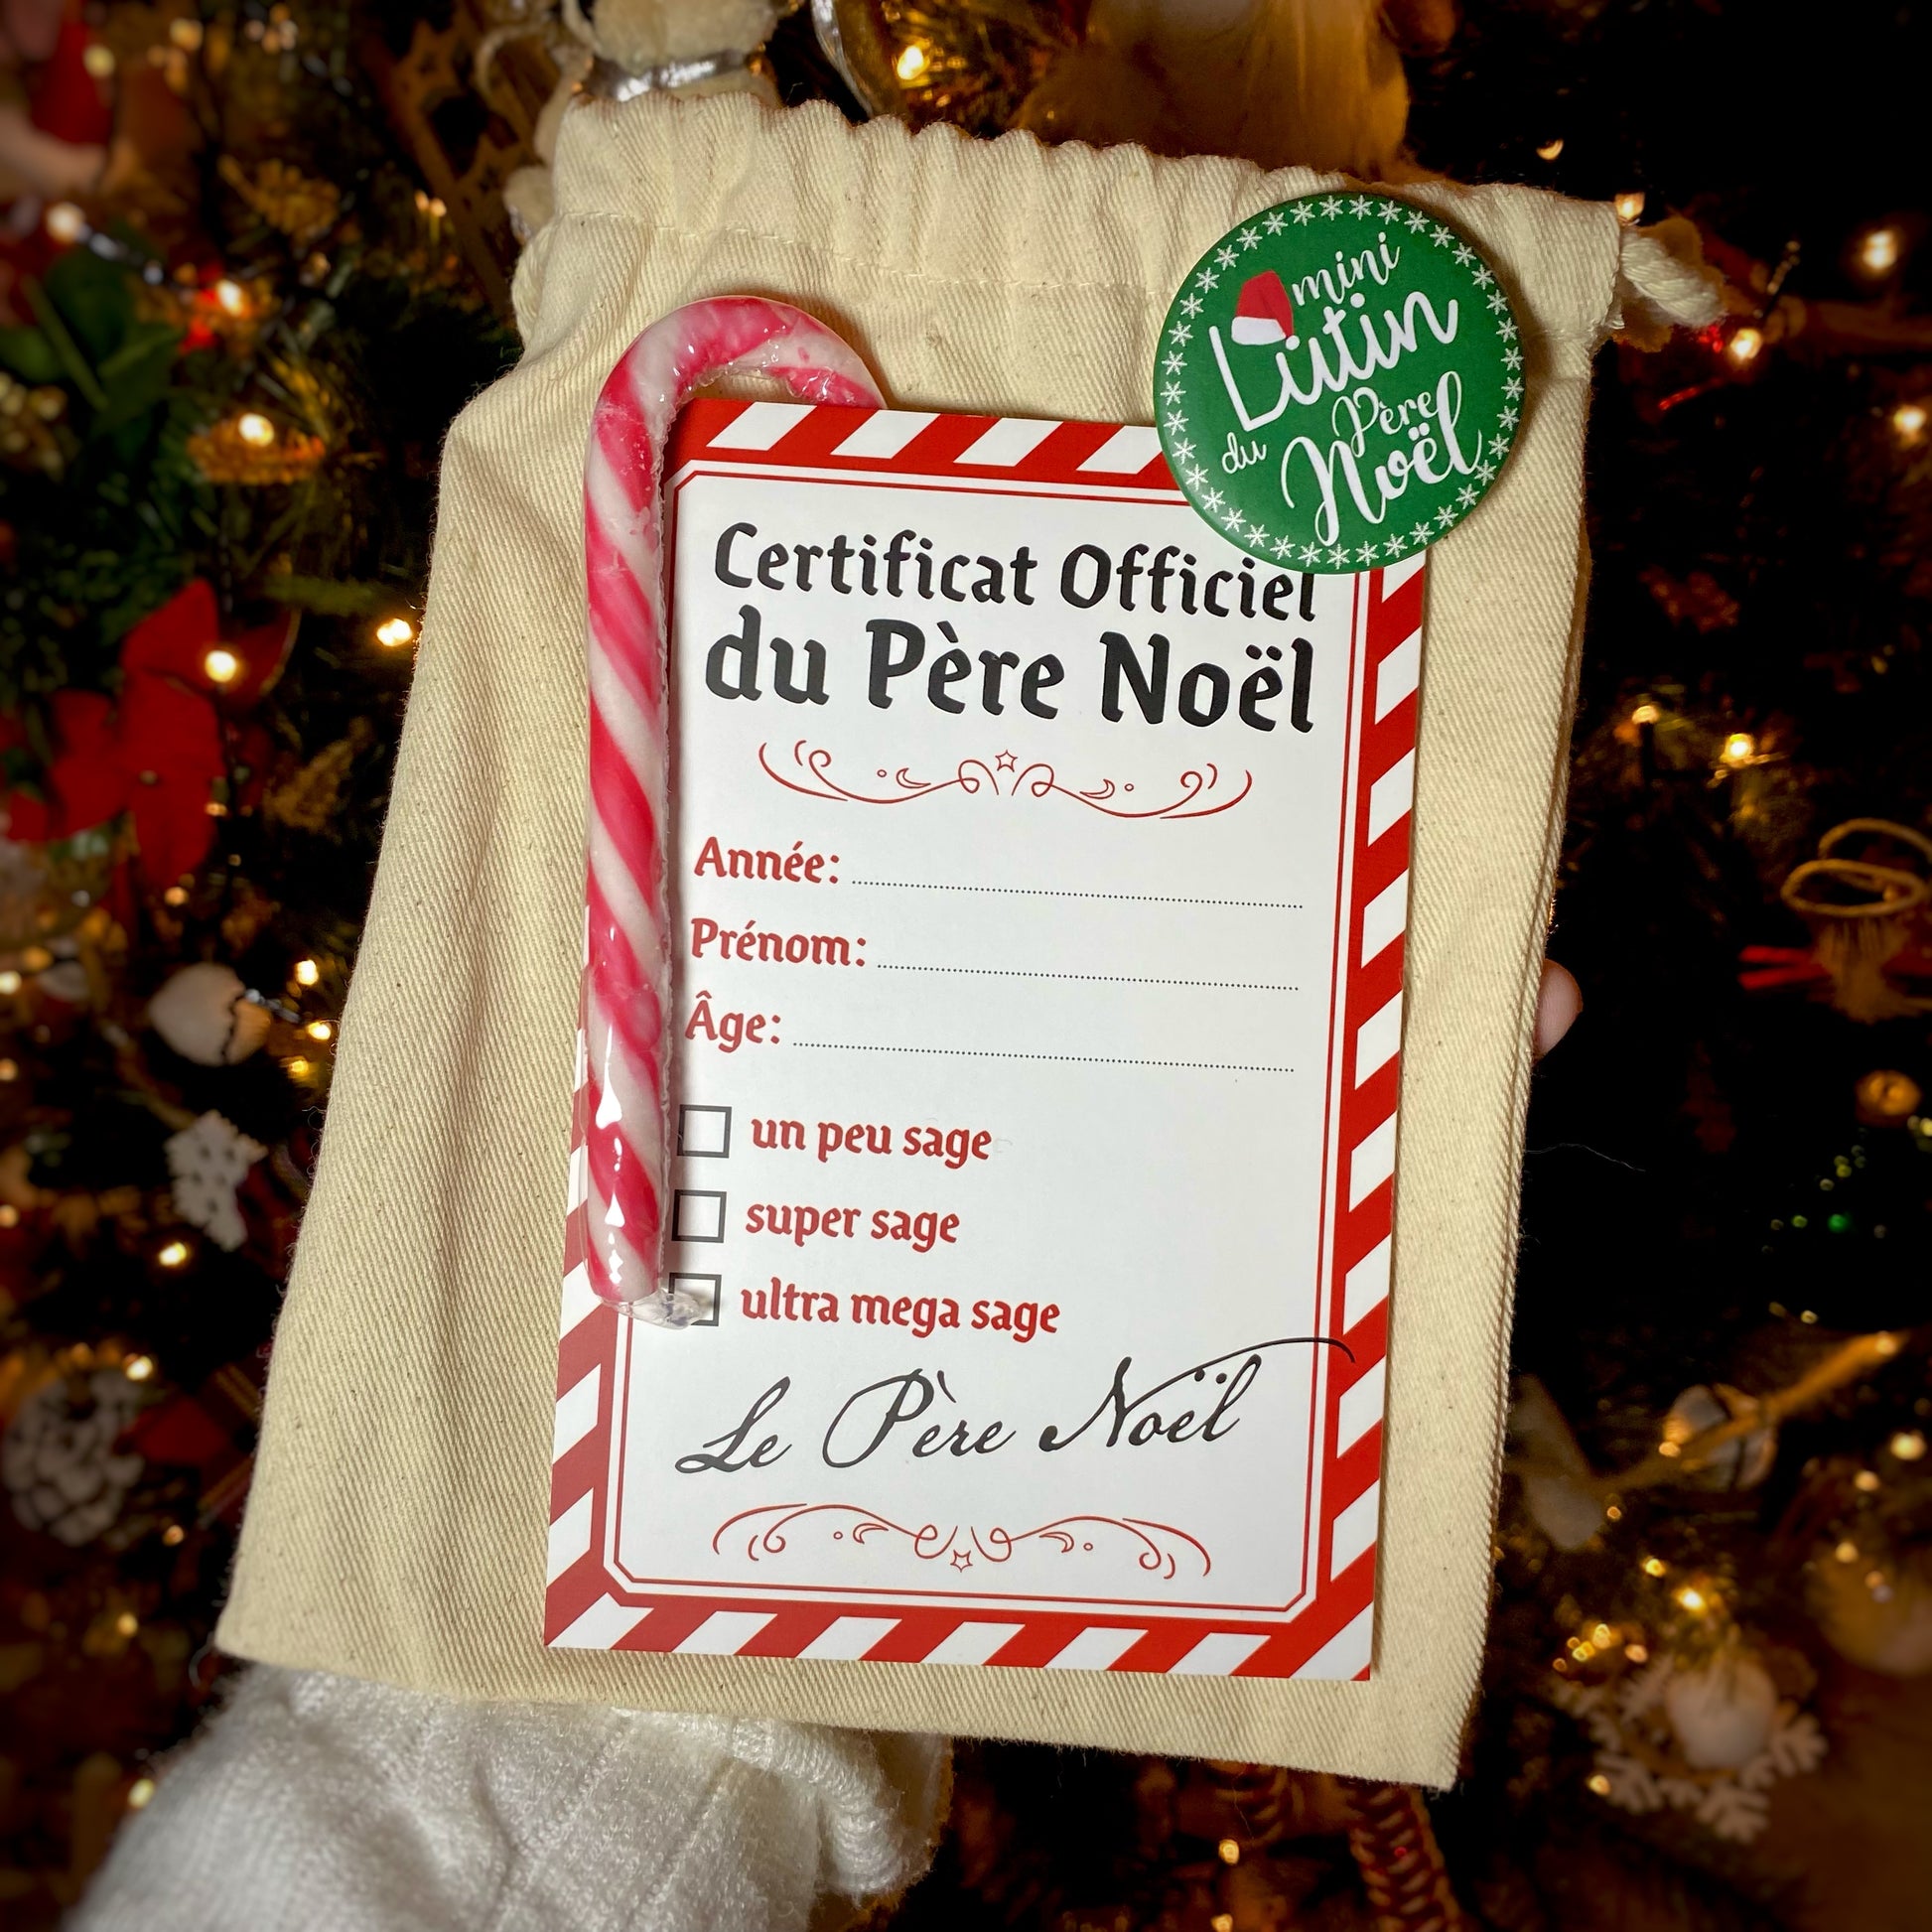 mini
Lutin
du Père
Noël
Certificat Officiel
du Père Noël
Année:
Prénom:
Âge:
un peu sage
super sage
ultra mega sage
Le Père Noël